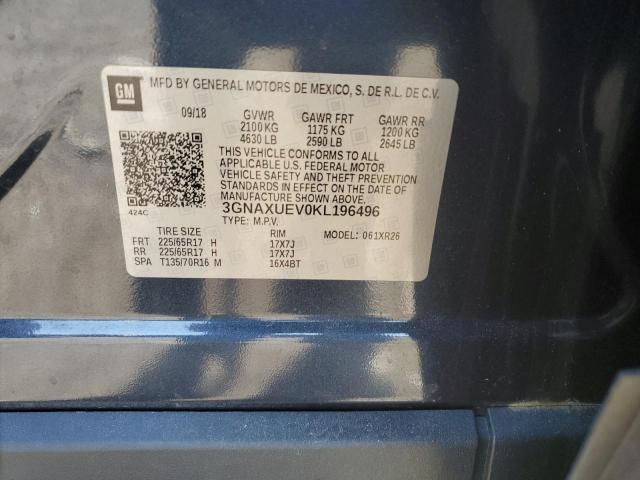 GM
MFD BY GENERAL MOTORS DE MEXICO, S. DE R.L. DE C.V.
09/18 GVWR GAWR FRT GAWR RR
2100 KG 1175 KG 1200 KG
4630 LB 2590 LB 2645 LB
THIS VEHICLE CONFORMS TO ALL
APPLICABLE U.S. FEDERAL MOTOR
VEHICLE SAFETY AND THEFT PREVENTION
STANDARDS IN EFFECT ON THE DATE OF
MANUFACTURE SHOWN ABOVE.
424C
3GNAXUEV0KL196496
TYPE: M.P.V. MODEL: 061XR26
TIRE SIZE RIM
FRT 225/65R17 H 17X7J
RR 225/65R17 H 17X7J
SPA T135/70R16 M 16X4BT